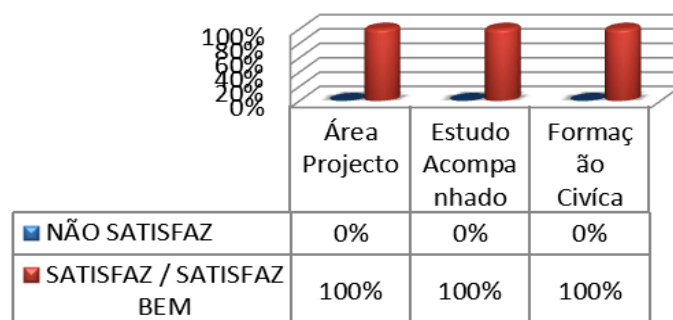 100%
80%
60%
40%
20%
0%
Área
Projecto
Estudo
Acompa
nhado
Formaç
ão
Civíca
NÃO SATISFAZ 0% 0% 0%
SATISFAZ / SATISFAZ
BEM 100% 100% 100%